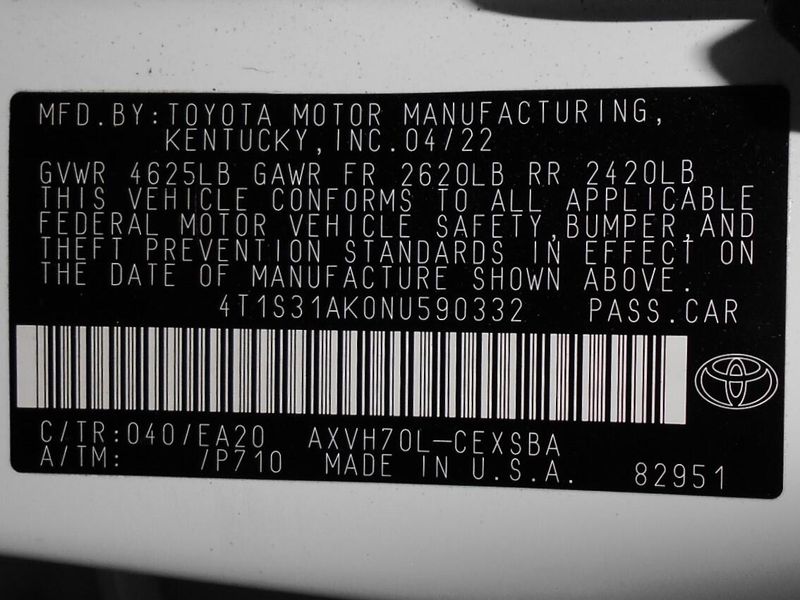 MFD.BY:TOYOTA MOTOR MANUFACTURING,
KENTUCKY,INC.04/22
GVWR 4625LB GAWR FR 2620LB RR 2420LB
THIS VEHICLE CONFORMS TO ALL APPLICABLE
FEDERAL MOTOR VEHICLE SAFETY,BUMPER,AND
THEFT PREVENTION STANDARDS IN EFFECT ON
THE DATE OF MANUFACTURE SHOWN ABOVE.
4T1S31AK0NU590332 PASS.CAR
C/TR:040/EA20 AXVH70L-CEXSBA
A/TM: /P710 MADE IN U.S.A. 82951